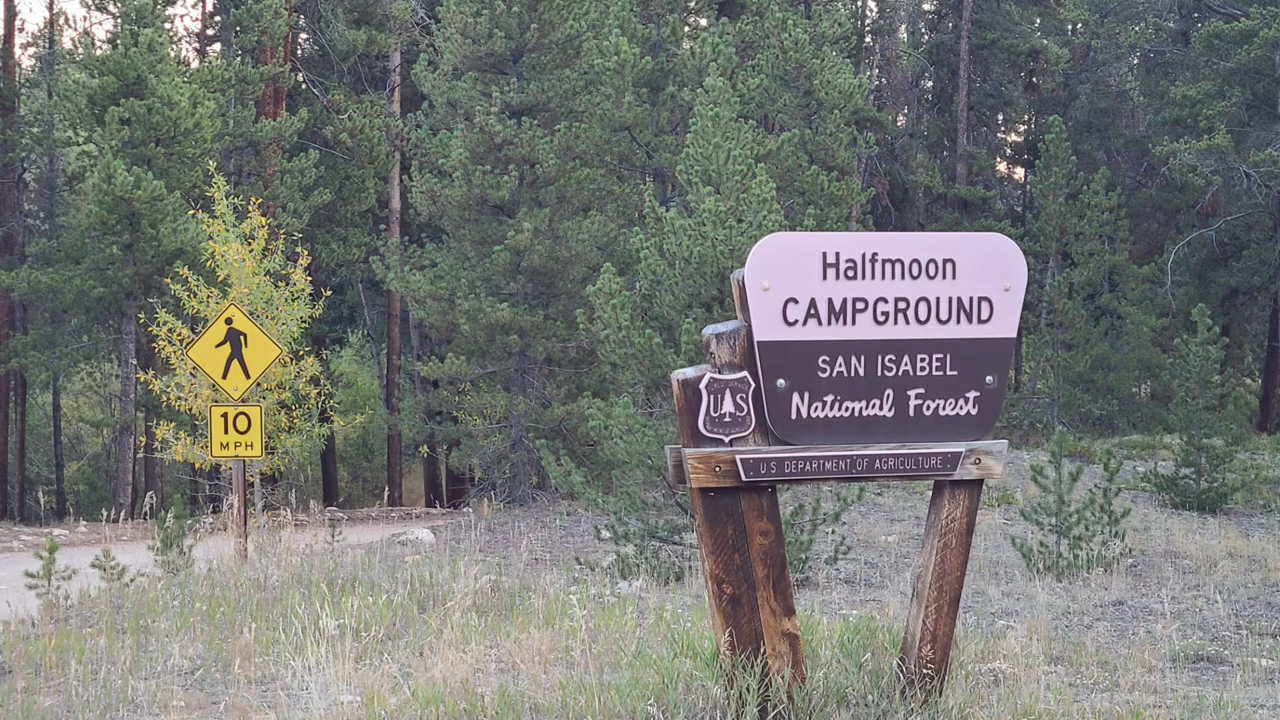 Halfmoon
CAMPGROUND
SAN ISABEL
National Forest
US
U.S. DEPARTMENT OF AGRICULTURE
10
MPH